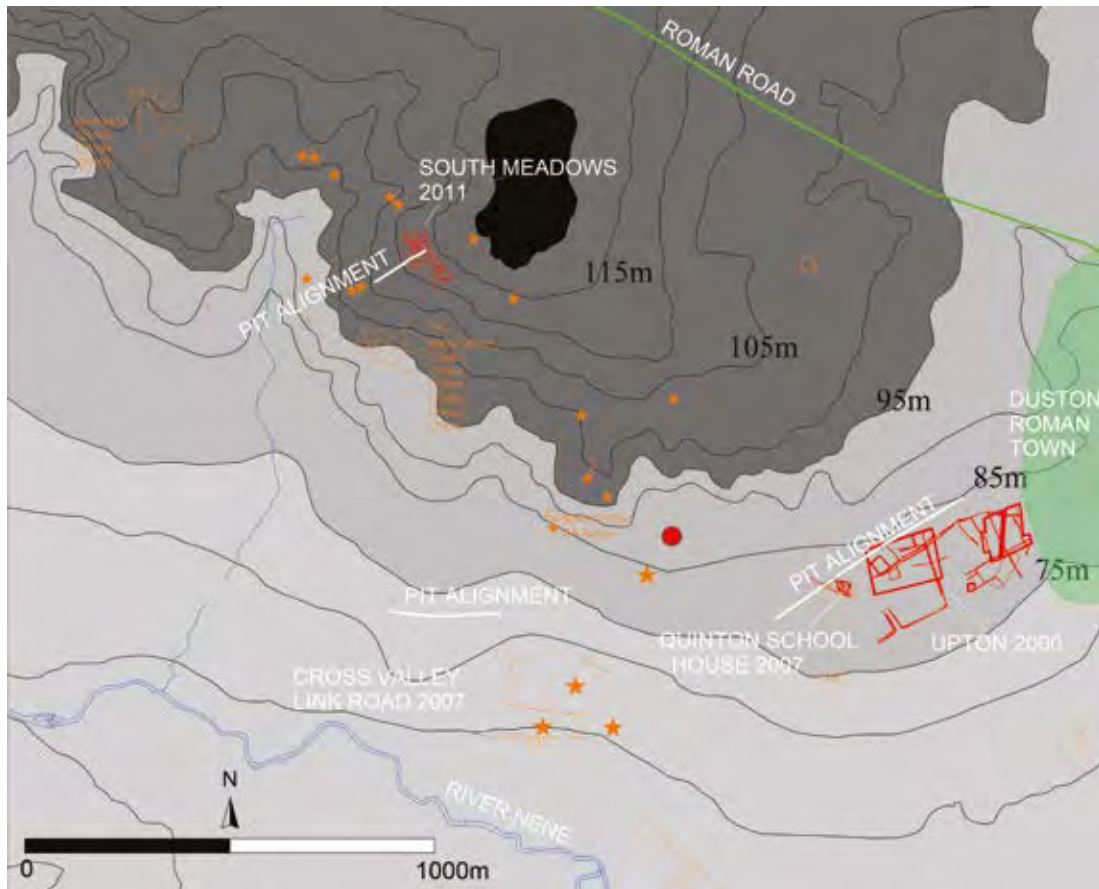 ROMAN ROAD
SOUTH MEADOWS
2011
PIT ALIGNMENT
115m
105m
95m
DUSTON
ROMAN
TOWN
85m
PIT ALIGNMENT
75m
PIT ALIGNMENT
QUINTON SCHOOL
HOUSE 2007
UPTON 2000
CROSS VALLEY
LINK ROAD 2007
RIVER NENE
N
0
1000m